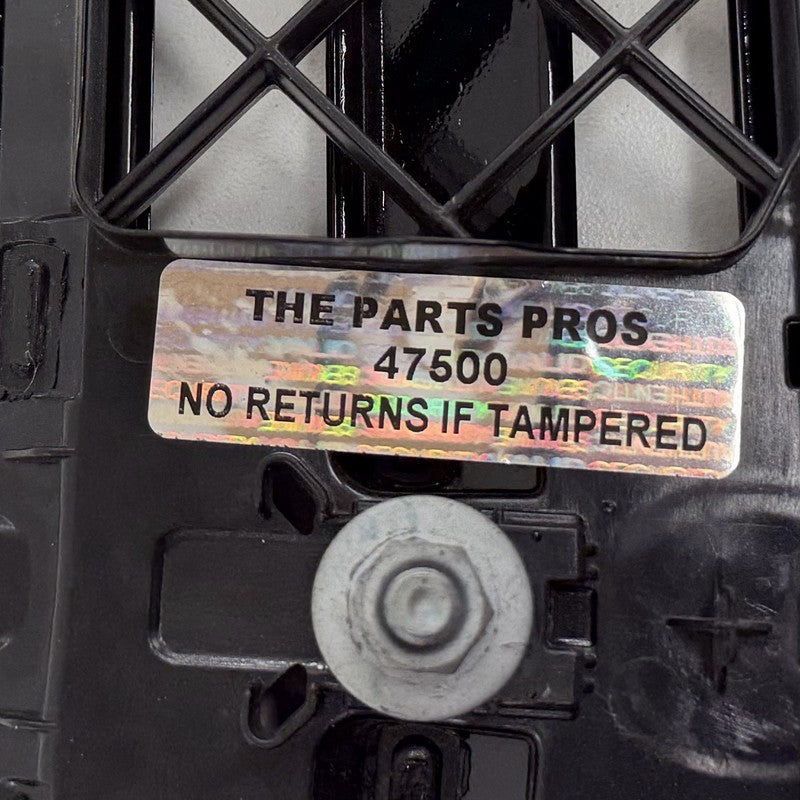 THE PARTS PROS
47500
NO RETURNS IF TAMPERED